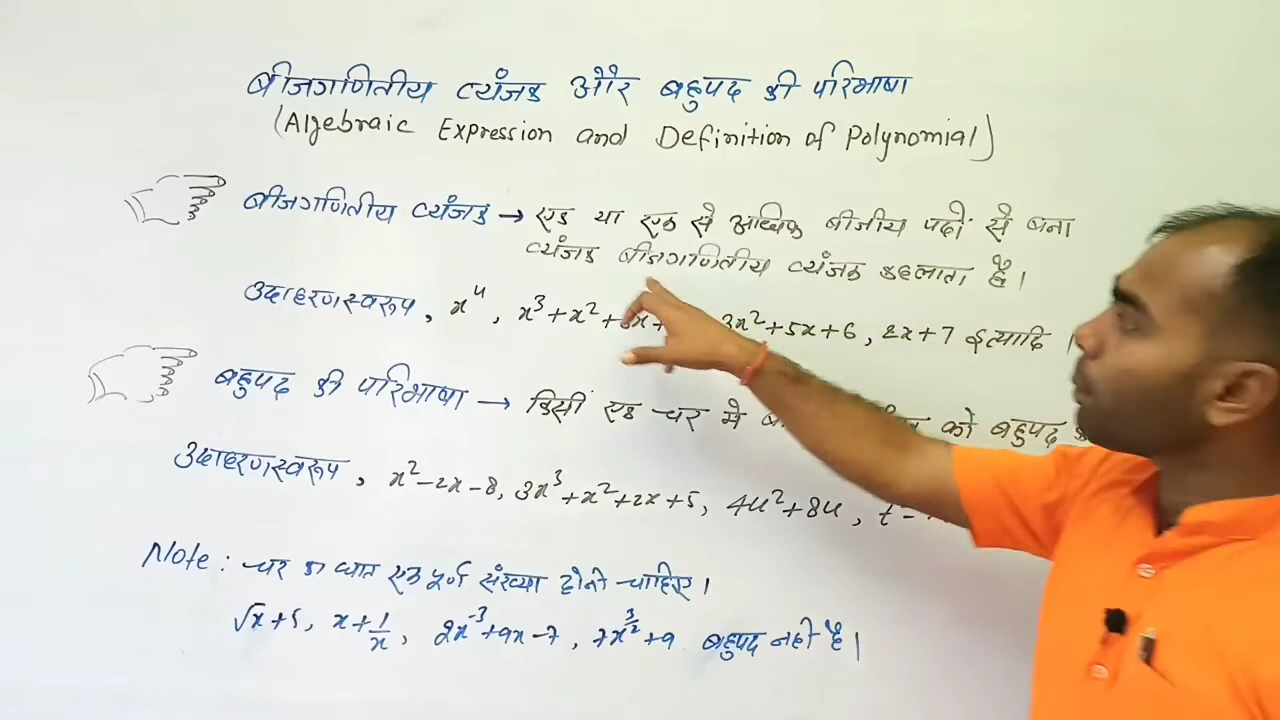 बीजगणितीय व्यंजक और बहुपद की परिभाषा
(Algebraic Expression and Definition of Polynomial)
बीजगणितीय व्यंजक → एक या एक से अधिक बीजीय पदों से बना
व्यंजक बीजगणितीय व्यंजक कहलाता है।
उदाहरणस्वरूप, x⁴, x³+x²+ 3x²+5x+6, 2x+7 इत्यादि।
बहुपद की परिभाषा → किसी एक चर में को बहुपद
उदाहरणस्वरूप, x²-2x-8, 3x³+x²+2x+5, 4u²+8u,
Note: चर का घात एक पूर्ण संख्या होनी चाहिए।
√x+5, x+1/x, 2x⁻³+9x-7, 7x^(3/2)+9 बहुपद नही है।